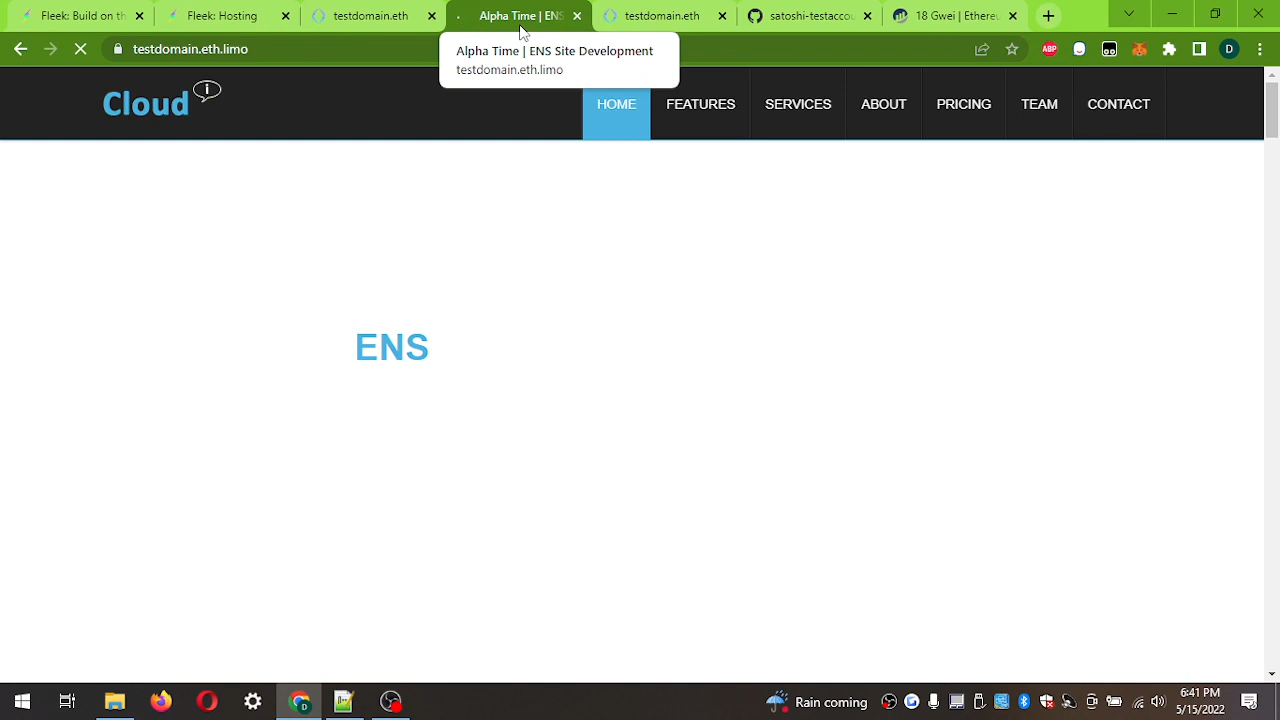 Fleek: Build on th
Fleek: Hosting
testdomain.eth
Alpha Time | ENS
testdomain.eth
satoshi-testaccou
18 Gwei | Ethere
testdomain.eth.limo
ABP
D
Alpha Time | ENS Site Development
testdomain.eth.limo
Cloud
i
HOME
FEATURES
SERVICES
ABOUT
PRICING
TEAM
CONTACT
ENS
D
Rain coming
6:41 PM
5/15/2022